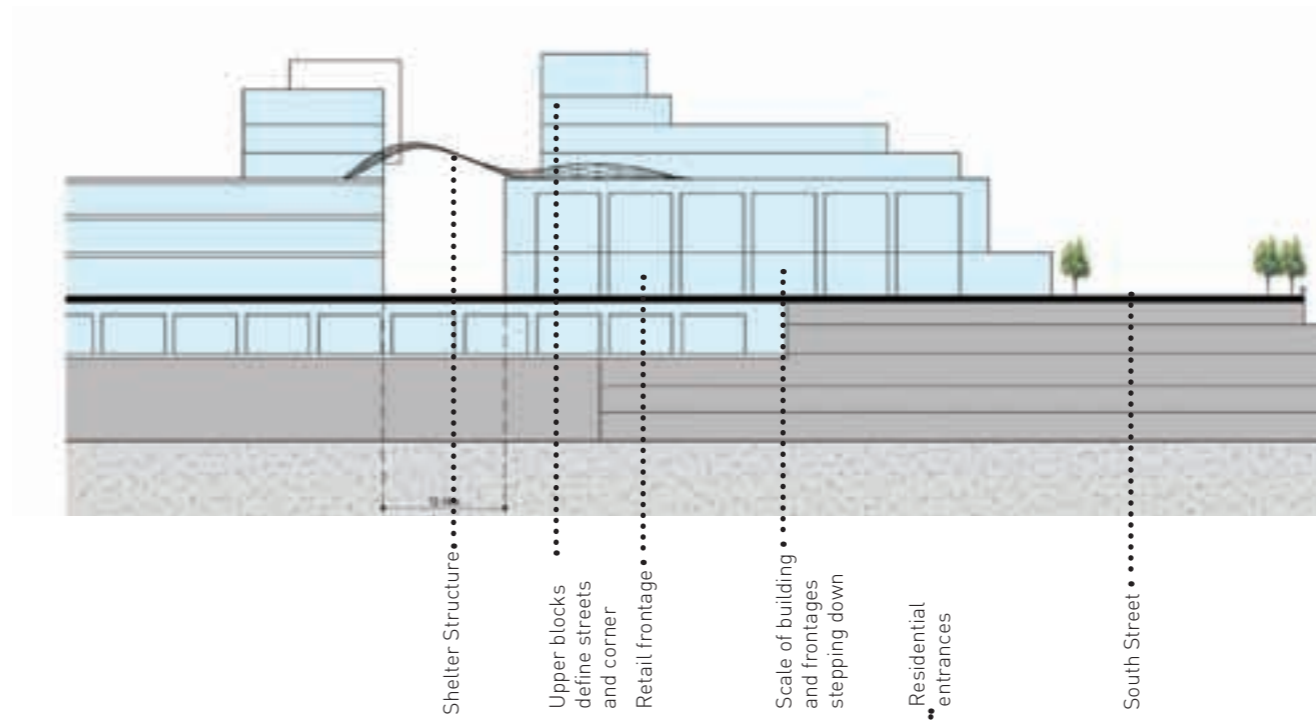 Shelter Structure
Upper blocks
define streets
and corner
Retail frontage
Scale of building
and frontages
stepping down
Residential
entrances
South Street